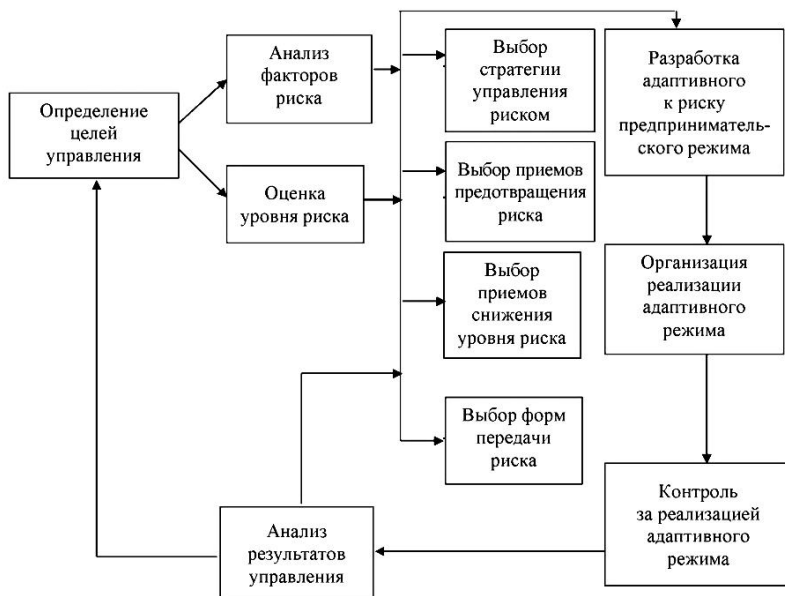 Определение
целей
управления
Анализ
факторов
риска
Оценка
уровня риска
Выбор
стратегии
управления
риском
Выбор приемов
предотвращения
риска
Выбор
приемов
снижения
уровня риска
Выбор форм
передачи
риска
Разработка
адаптивного
к риску
предприниматель-
ского режима
Организация
реализации
адаптивного
режима
Контроль
за реализацией
адаптивного
режима
Анализ
результатов
управления